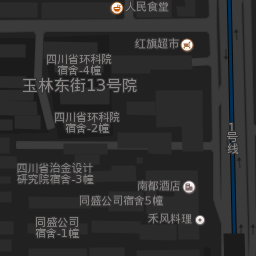 人民食堂
红旗超市
四川省环科院
宿舍-4幢
玉林东街13号院
四川省环科院
宿舍-2幢
1号线
四川省冶金设计
研究院宿舍-3幢
南都酒店
同盛公司宿舍5幢
禾风料理
同盛公司
宿舍-1幢